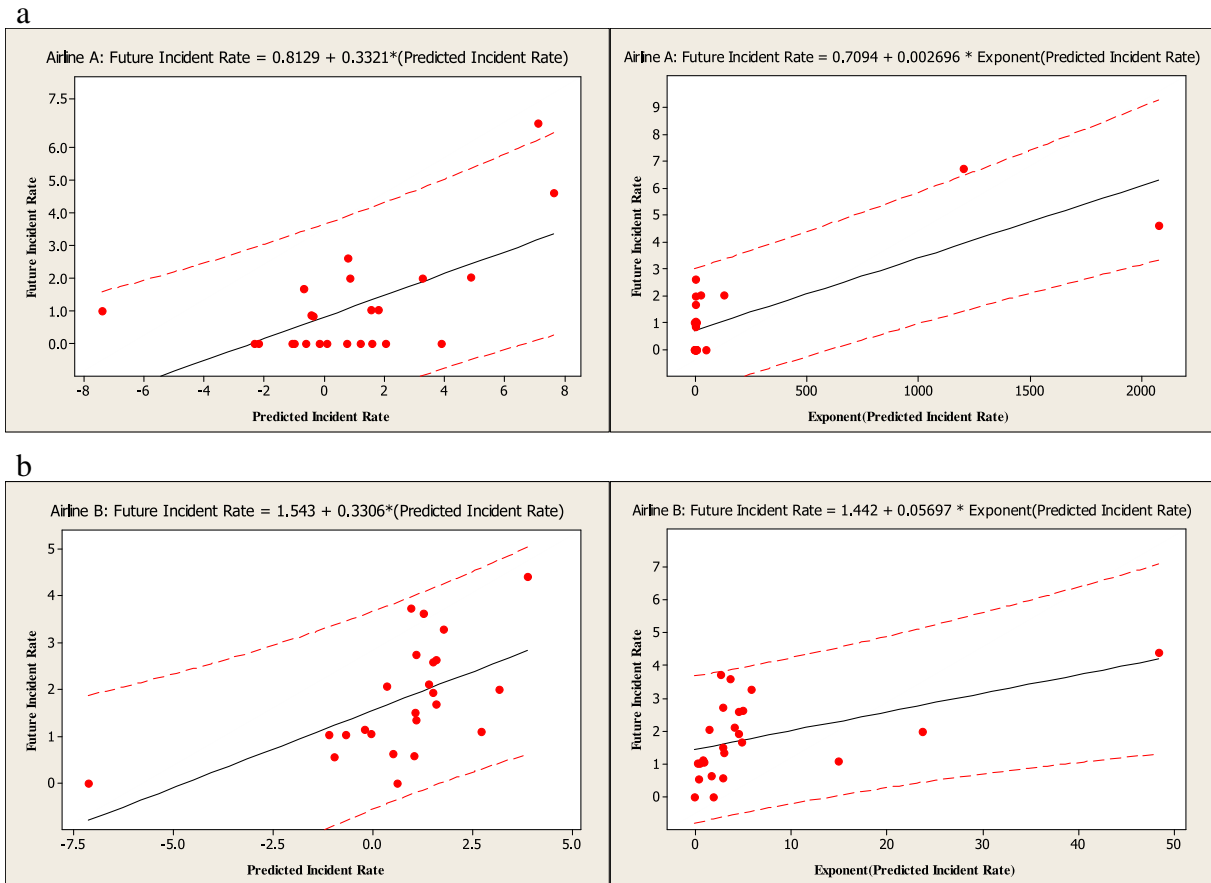 a
Airline A: Future Incident Rate = 0.8129 + 0.3321*(Predicted Incident Rate)
7.5
6.0
5.0
4.0
3.0
2.0
1.0
0.0
Future Incident Rate
-8 -6 -4 -2 0 2 4 6 8
Predicted Incident Rate
Airline A: Future Incident Rate = 0.7094 + 0.002696 * Exponent(Predicted Incident Rate)
9
8
7
6
5
4
3
2
1
0
Future Incident Rate
0 500 1000 1500 2000
Exponent(Predicted Incident Rate)
b
Airline B: Future Incident Rate = 1.543 + 0.3306*(Predicted Incident Rate)
5
4
3
2
1
0
Future Incident Rate
-7.5 -5.0 -2.5 0.0 2.5 5.0
Predicted Incident Rate
Airline B: Future Incident Rate = 1.442 + 0.05697 * Exponent(Predicted Incident Rate)
7
6
5
4
3
2
1
0
Future Incident Rate
0 10 20 30 40 50
Exponent(Predicted Incident Rate)